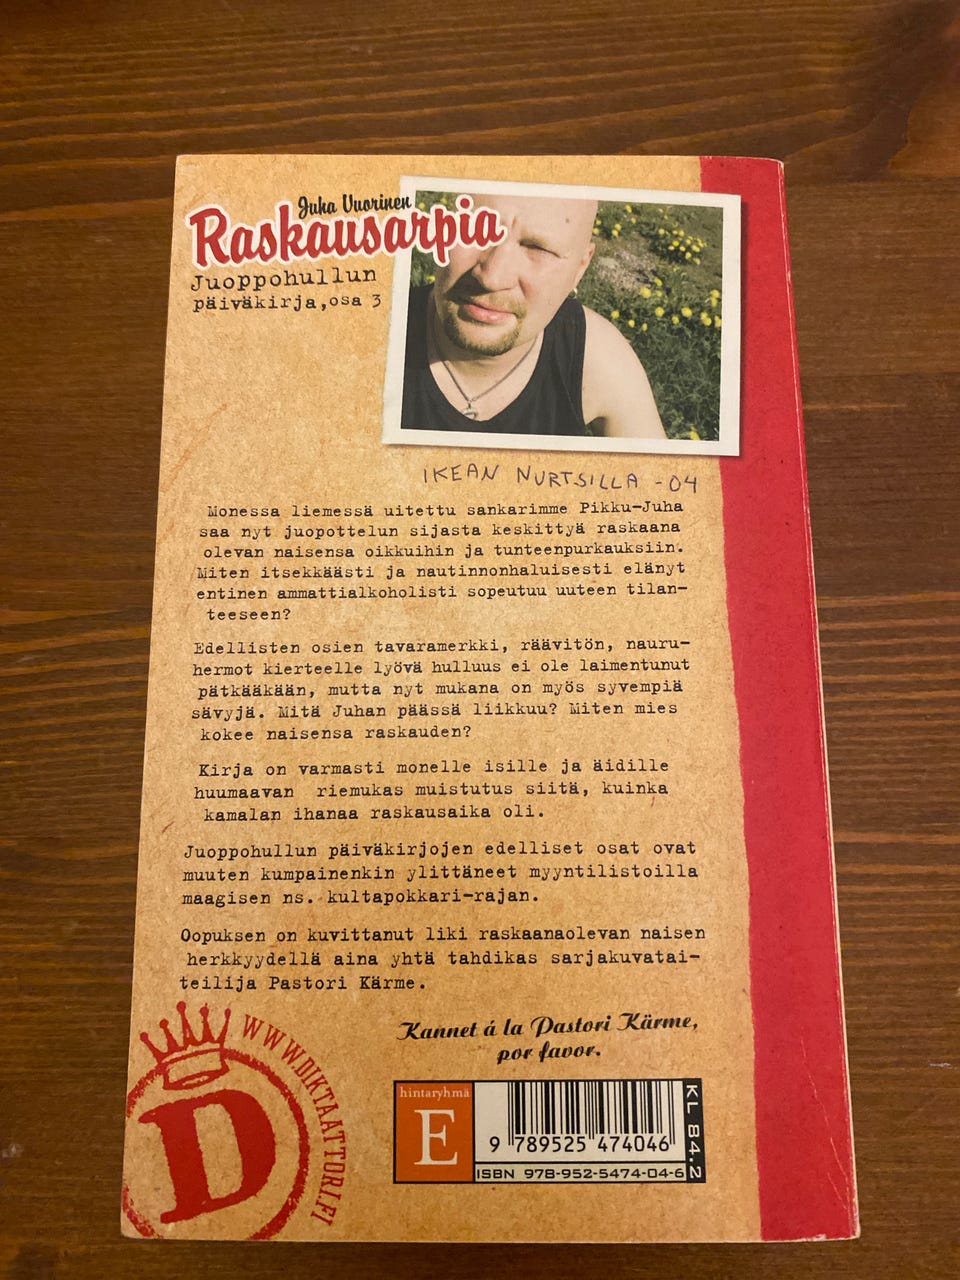 Juha Vuorinen
Raskausarpia
Juoppohullun
päiväkirja, osa 3
IKEAN NURTSILLA -04
Monessa liemessä uitettu sankarimme Pikku-Juha
saa nyt juopottelun sijasta keskittyä raskaana
olevan naisensa oikkuihin ja tunteenpurkauksiin.
Miten itsekkäästi ja nautinnonhaluisesti elänyt
entinen ammattialkoholisti sopeutuu uuteen tilan-
teeseen?
Edellisten osien tavaramerkki, räävitön, nauru-
hermot kierteelle lyövä hulluus ei ole laimentunut
pätkääkään, mutta nyt mukana on myös syvempiä
sävyjä. Mitä Juhan päässä liikkuu? Miten mies
kokee naisensa raskauden?
Kirja on varmasti monelle isille ja äidille
huumaavan riemukas muistutus siitä, kuinka
kamalan ihanaa raskausaika oli.
Juoppohullun päiväkirjojen edelliset osat ovat
muuten kumpainenkin ylittäneet myyntilistoilla
maagisen ns. kultapokkari-rajan.
Oopuksen on kuvittanut liki raskaanaolevan naisen
herkkyydellä aina yhtä tahdikas sarjakuvatai-
teilija Pastori Kärme.
Kannet á la Pastori Kärme,
por favor.
WWW.DIKTAATTORI.FI
D
hintaryhmä
E
9 789525 474046
ISBN 978-952-5474-04-6
KL 84.2